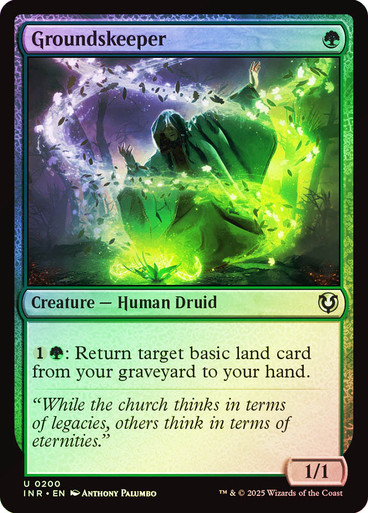 Groundskeeper
Creature — Human Druid
1 : Return target basic land card
from your graveyard to your hand.
“While the church thinks in terms
of legacies, others think in terms of
eternities.”
1/1
U 0200
INR • EN Anthony Palumbo
™ & © 2025 Wizards of the Coast